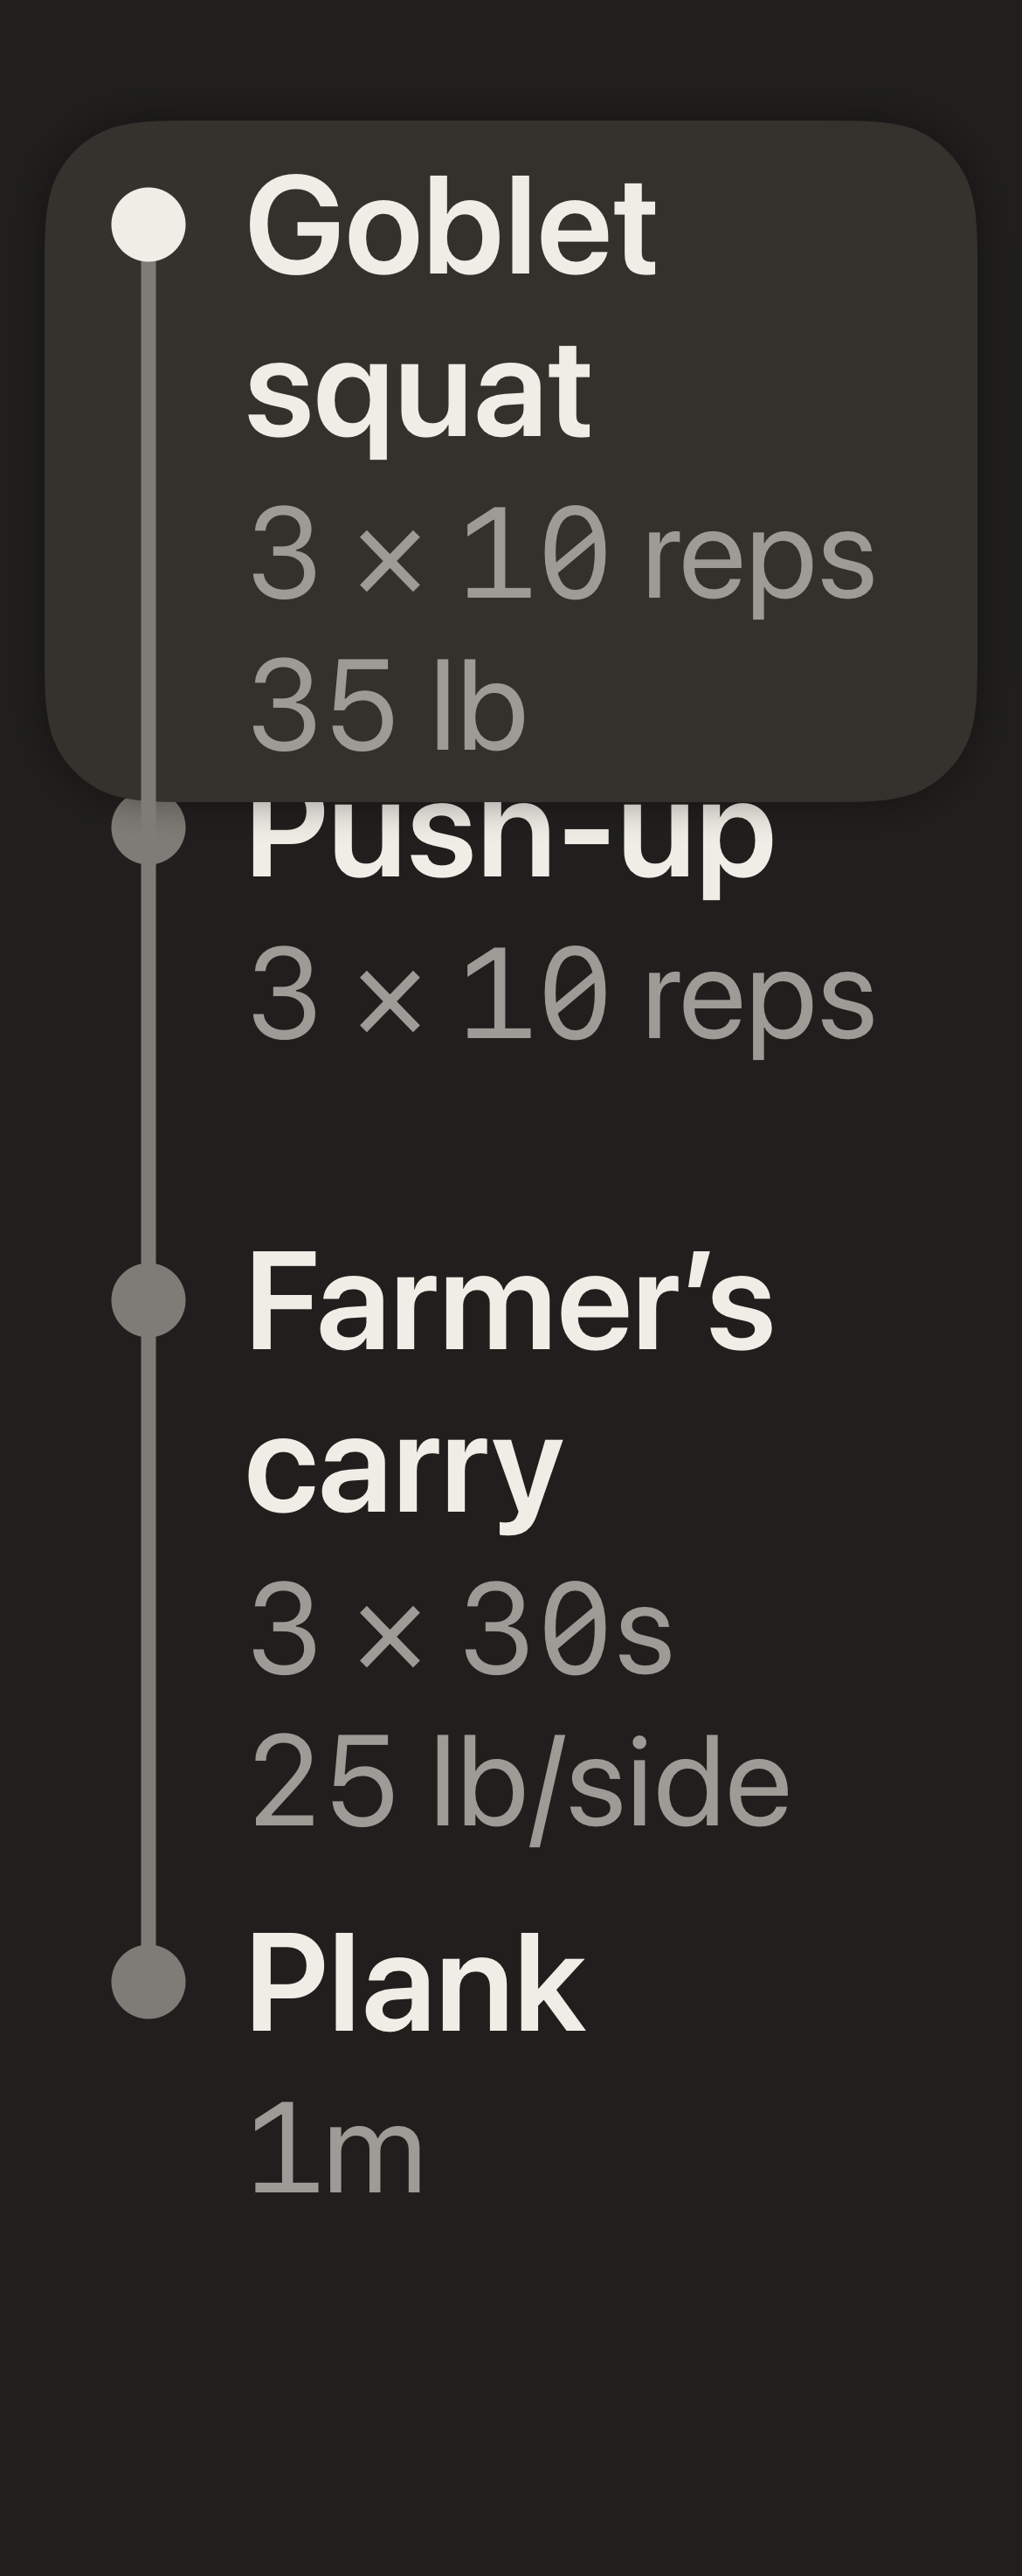 Goblet
squat
3 × 10 reps
35 lb
Push-up
3 × 10 reps
Farmer’s
carry
3 × 30s
25 lb/side
Plank
1m